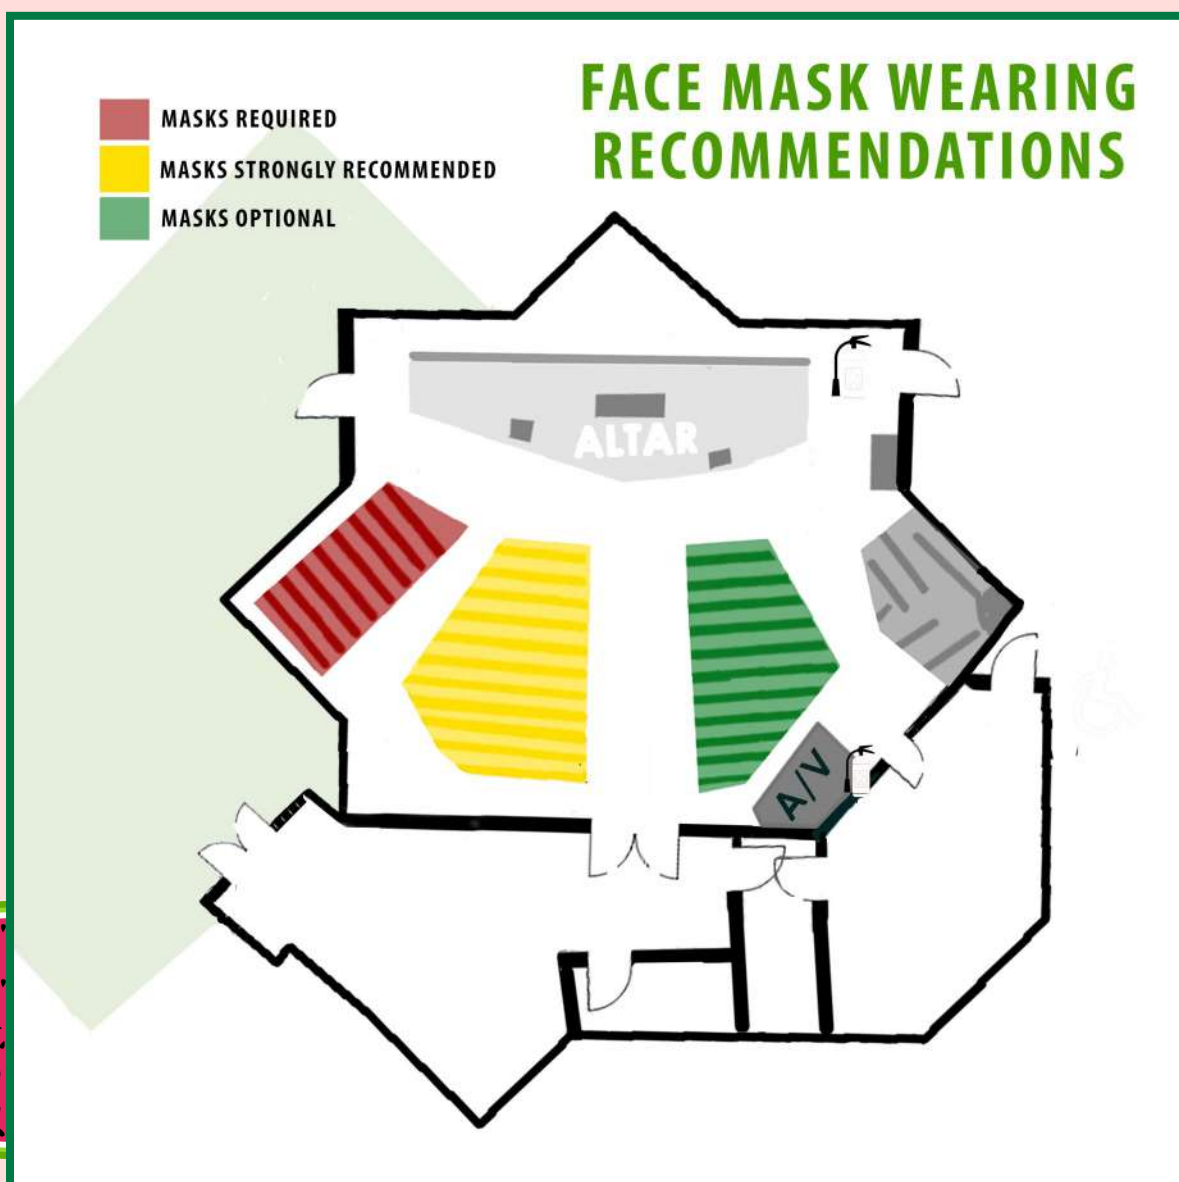 FACE MASK WEARING
RECOMMENDATIONS
MASKS REQUIRED
MASKS STRONGLY RECOMMENDED
MASKS OPTIONAL
ALTAR
A/V